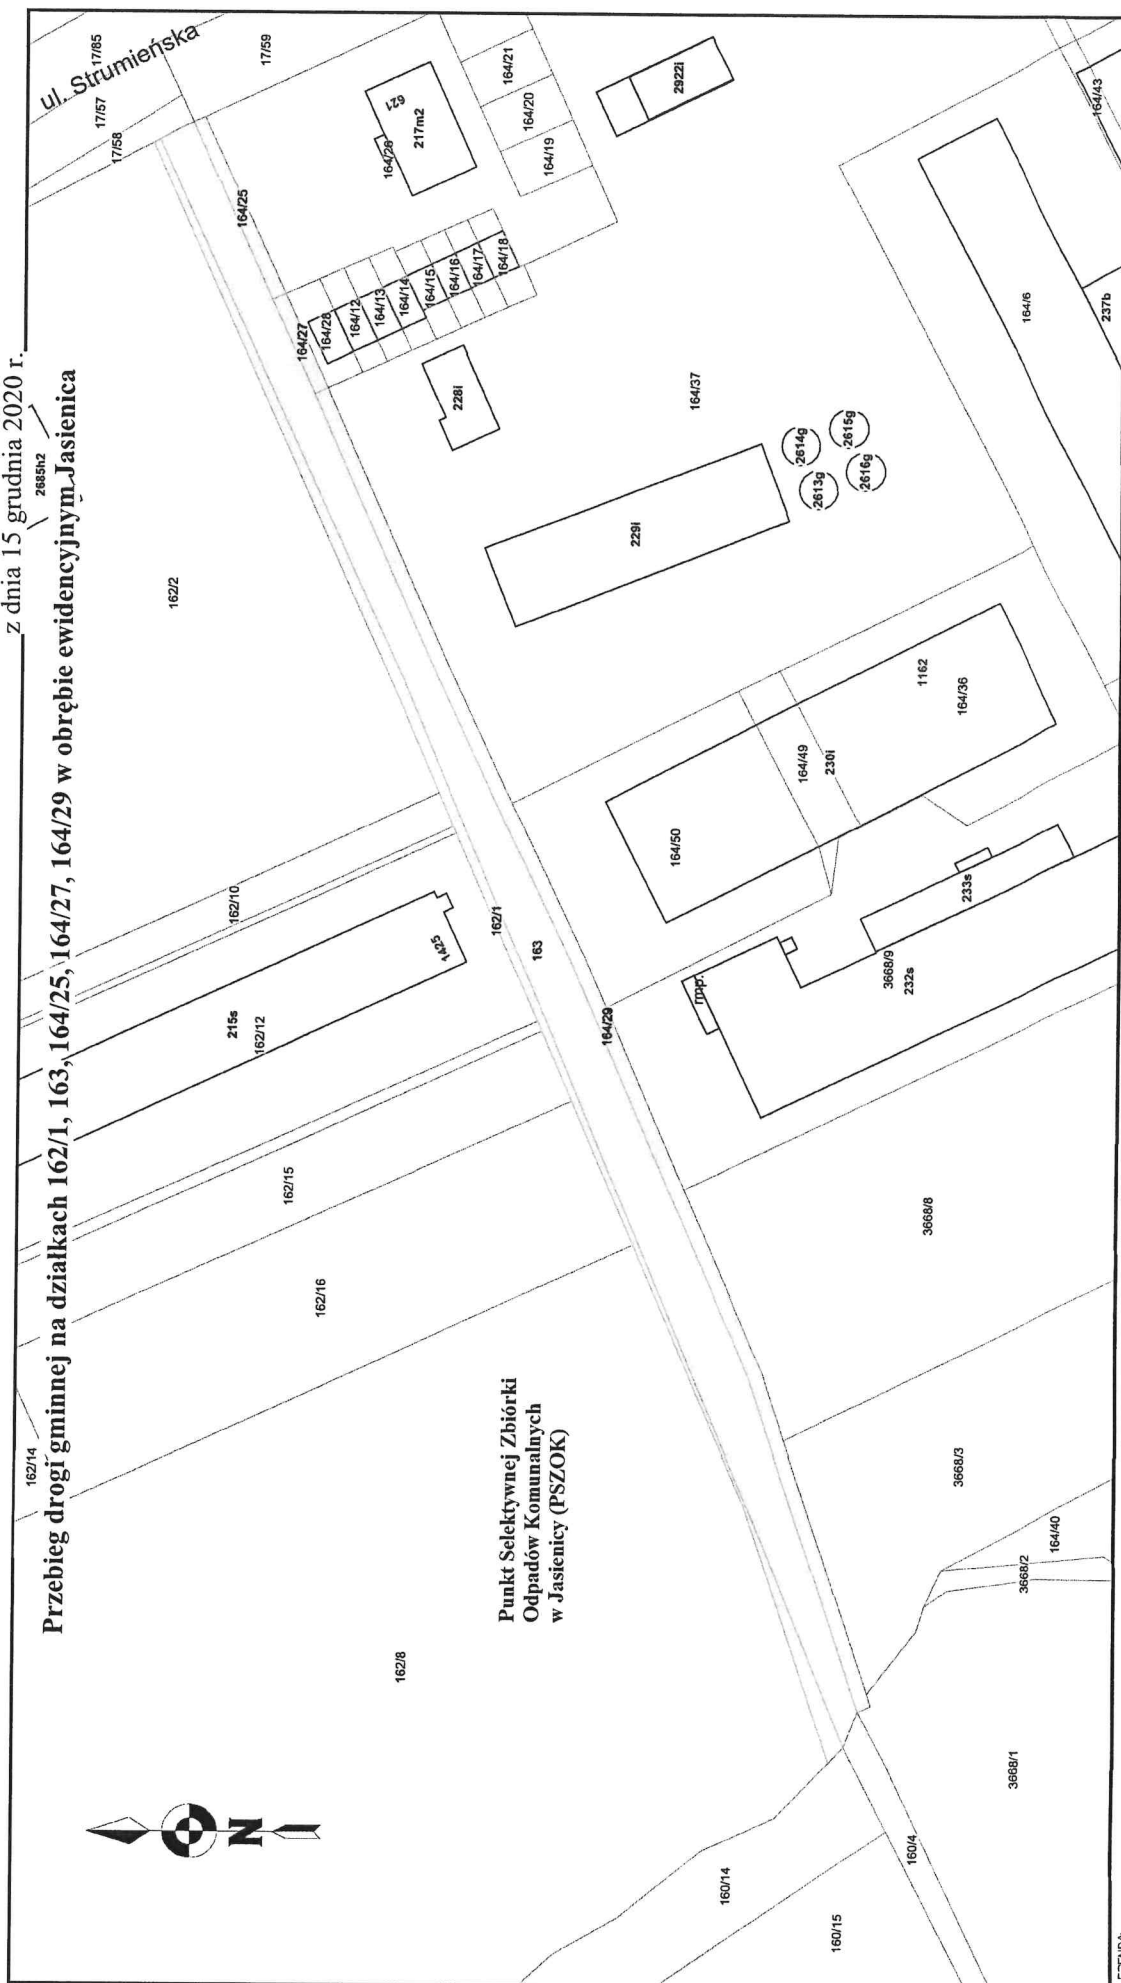 z dnia 15 grudnia 2020 r.
2685h2
Przebieg drogi gminnej na działkach 162/1, 163, 164/25, 164/27, 164/29 w obrębie ewidencyjnym Jasienica
ul. Strumieńska
17/85
17/57
17/58
17/59
162/14
162/2
162/10
215s
162/12
1425
162/15
162/16
162/8
N
Punkt Selektywnej Zbiórki
Odpadów Komunalnych
w Jasienicy (PSZOK)
162/1
163
164/29
164/25
164/27
164/28
164/12
164/13
164/14
164/15
164/16
164/17
164/18
164/26
621
217m2
164/21
164/20
164/19
2922i
228i
229i
164/37
2614g
2615g
2613g
2616g
164/6
237b
164/43
164/50
164/49
230i
1162
164/36
233s
rmp.
3668/9
232s
3668/8
3668/3
164/40
3668/2
3668/1
160/14
160/15
160/4